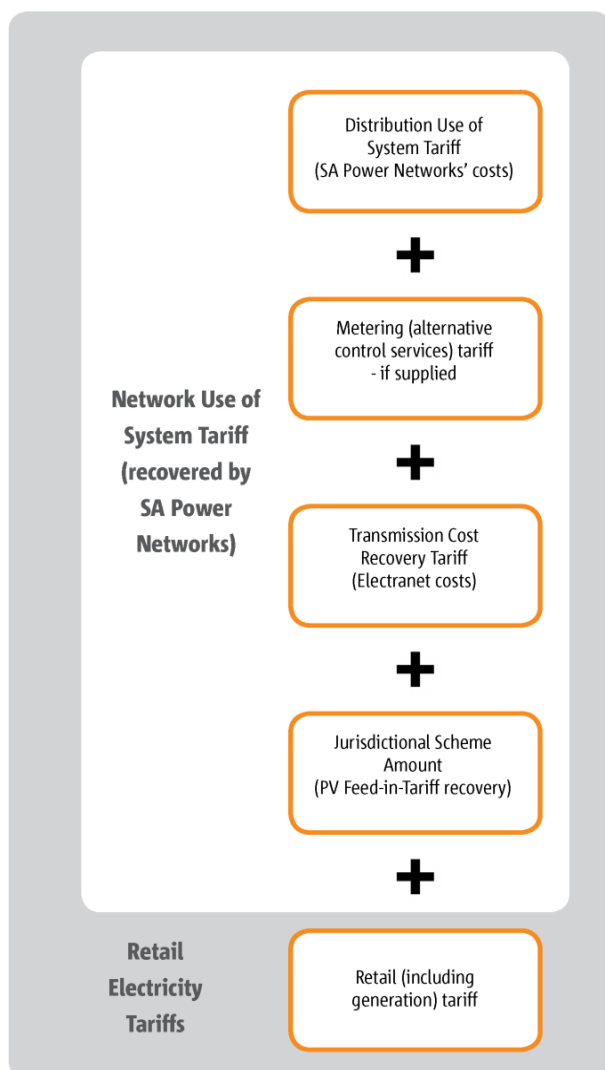 Distribution Use of
System Tariff
(SA Power Networks' costs)
+
Metering (alternative
control services) tariff
- if supplied
+
Network Use of
System Tariff
(recovered by
SA Power
Networks)
Transmission Cost
Recovery Tariff
(Electranet costs)
+
Jurisdictional Scheme
Amount
(PV Feed-in-Tariff recovery)
+
Retail
Electricity
Tariffs
Retail (including
generation) tariff